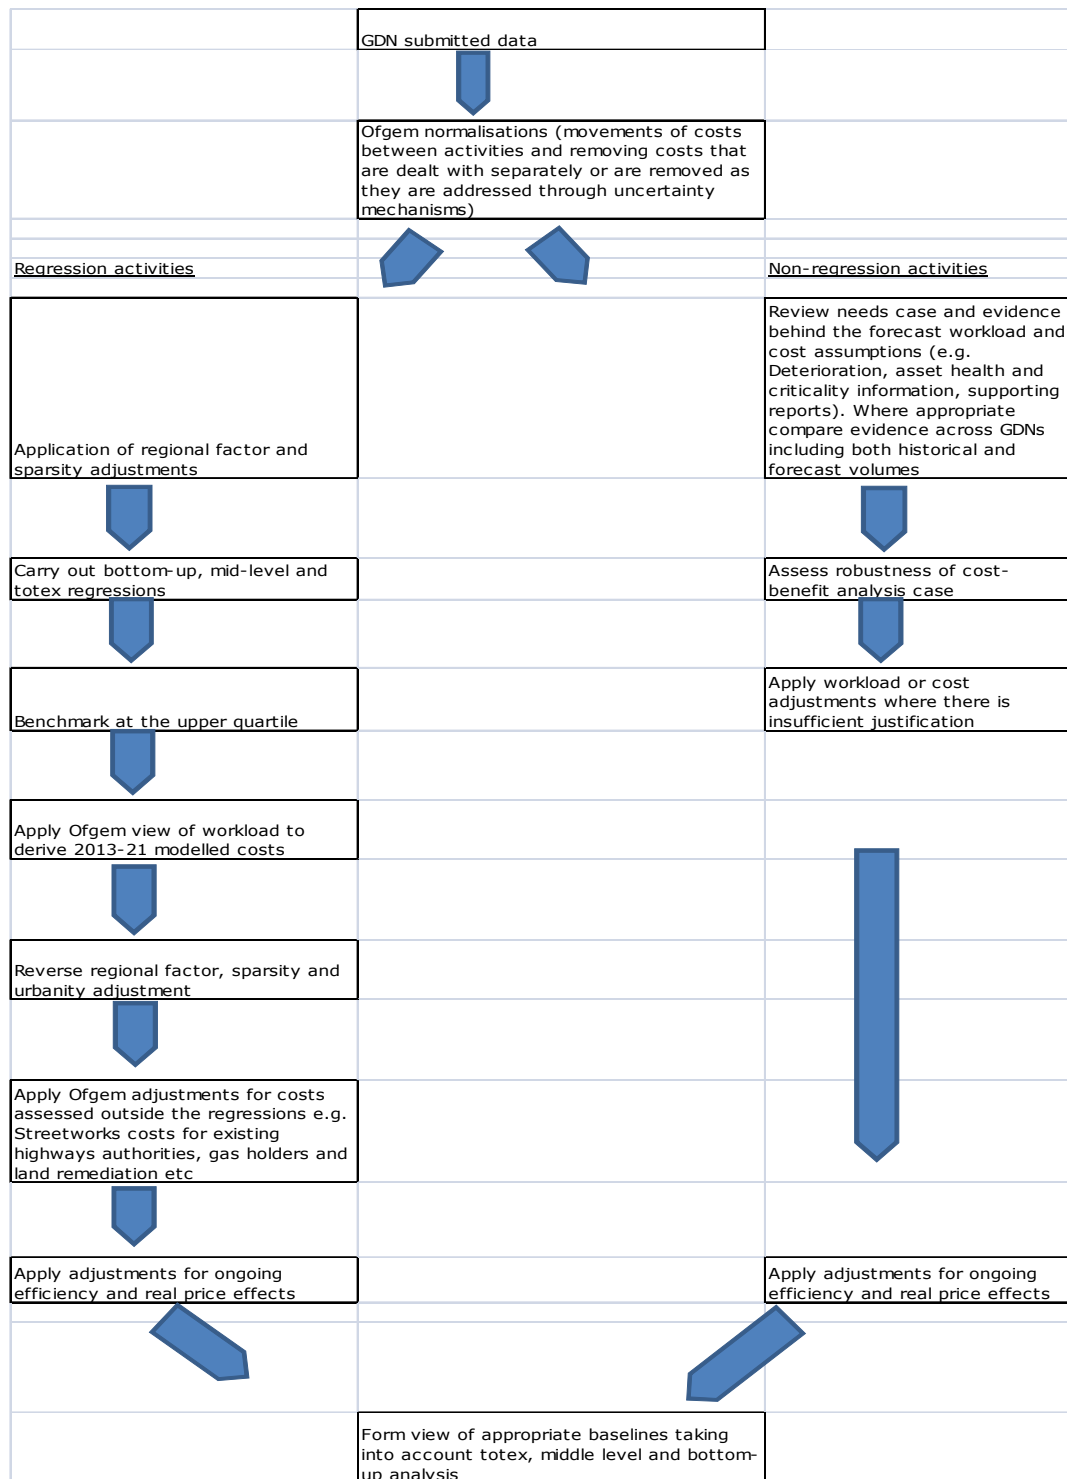 GDN submitted data
Ofgem normalisations (movements of costs
between activities and removing costs that
are dealt with separately or are removed as
they are addressed through uncertainty
mechanisms)
Regression activities
Non-regression activities
Application of regional factor and
sparsity adjustments
Review needs case and evidence
behind the forecast workload and
cost assumptions (e.g.
Deterioration, asset health and
criticality information, supporting
reports). Where appropriate
compare evidence across GDNs
including both historical and
forecast volumes
Carry out bottom-up, mid-level and
totex regressions
Assess robustness of cost-
benefit analysis case
Benchmark at the upper quartile
Apply workload or cost
adjustments where there is
insufficient justification
Apply Ofgem view of workload to
derive 2013-21 modelled costs
Reverse regional factor, sparsity and
urbanity adjustment
Apply Ofgem adjustments for costs
assessed outside the regressions e.g.
Streetworks costs for existing
highways authorities, gas holders and
land remediation etc
Apply adjustments for ongoing
efficiency and real price effects
Apply adjustments for ongoing
efficiency and real price effects
Form view of appropriate baselines taking
into account totex, middle level and bottom-
up analysis